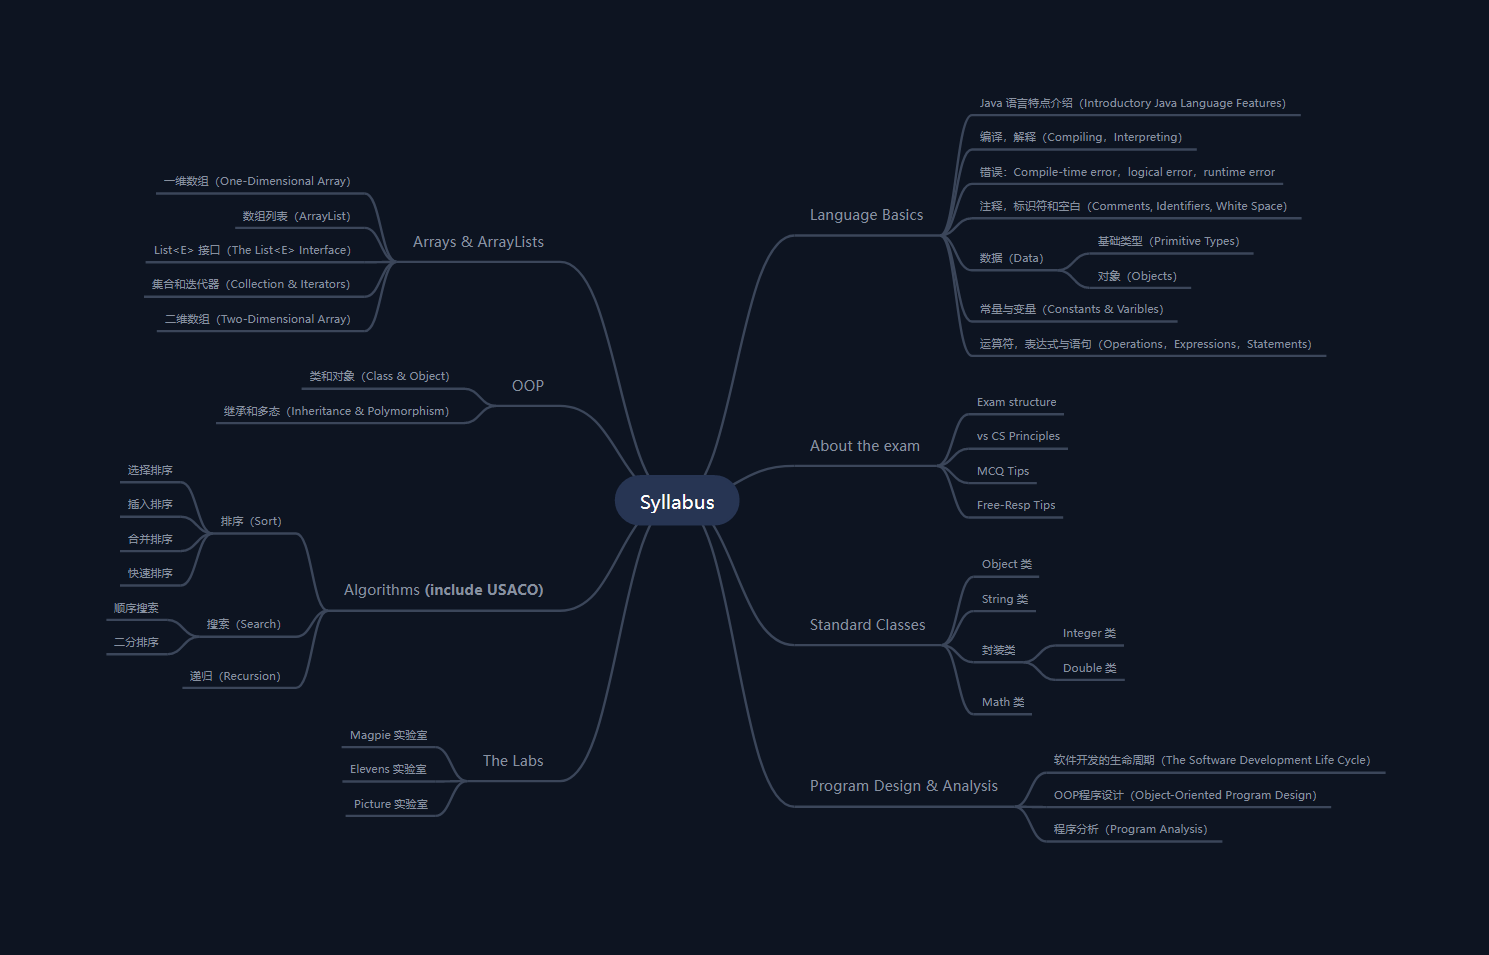 Syllabus
Language Basics
Java 语言特点介绍（Introductory Java Language Features）
编译，解释（Compiling，Interpreting）
错误：Compile-time error，logical error，runtime error
注释，标识符和空白（Comments, Identifiers, White Space）
数据（Data）
基础类型（Primitive Types）
对象（Objects）
常量与变量（Constants & Varibles）
运算符，表达式与语句（Operations，Expressions，Statements）
About the exam
Exam structure
vs CS Principles
MCQ Tips
Free-Resp Tips
Standard Classes
Object 类
String 类
封装类
Integer 类
Double 类
Math 类
Program Design & Analysis
软件开发的生命周期（The Software Development Life Cycle）
OOP程序设计（Object-Oriented Program Design）
程序分析（Program Analysis）
Arrays & ArrayLists
一维数组（One-Dimensional Array）
数组列表（ArrayList）
List<E> 接口（The List<E> Interface）
集合和迭代器（Collection & Iterators）
二维数组（Two-Dimensional Array）
OOP
类和对象（Class & Object）
继承和多态（Inheritance & Polymorphism）
Algorithms (include USACO)
排序（Sort）
选择排序
插入排序
合并排序
快速排序
搜索（Search）
顺序搜索
二分排序
递归（Recursion）
The Labs
Magpie 实验室
Elevens 实验室
Picture 实验室